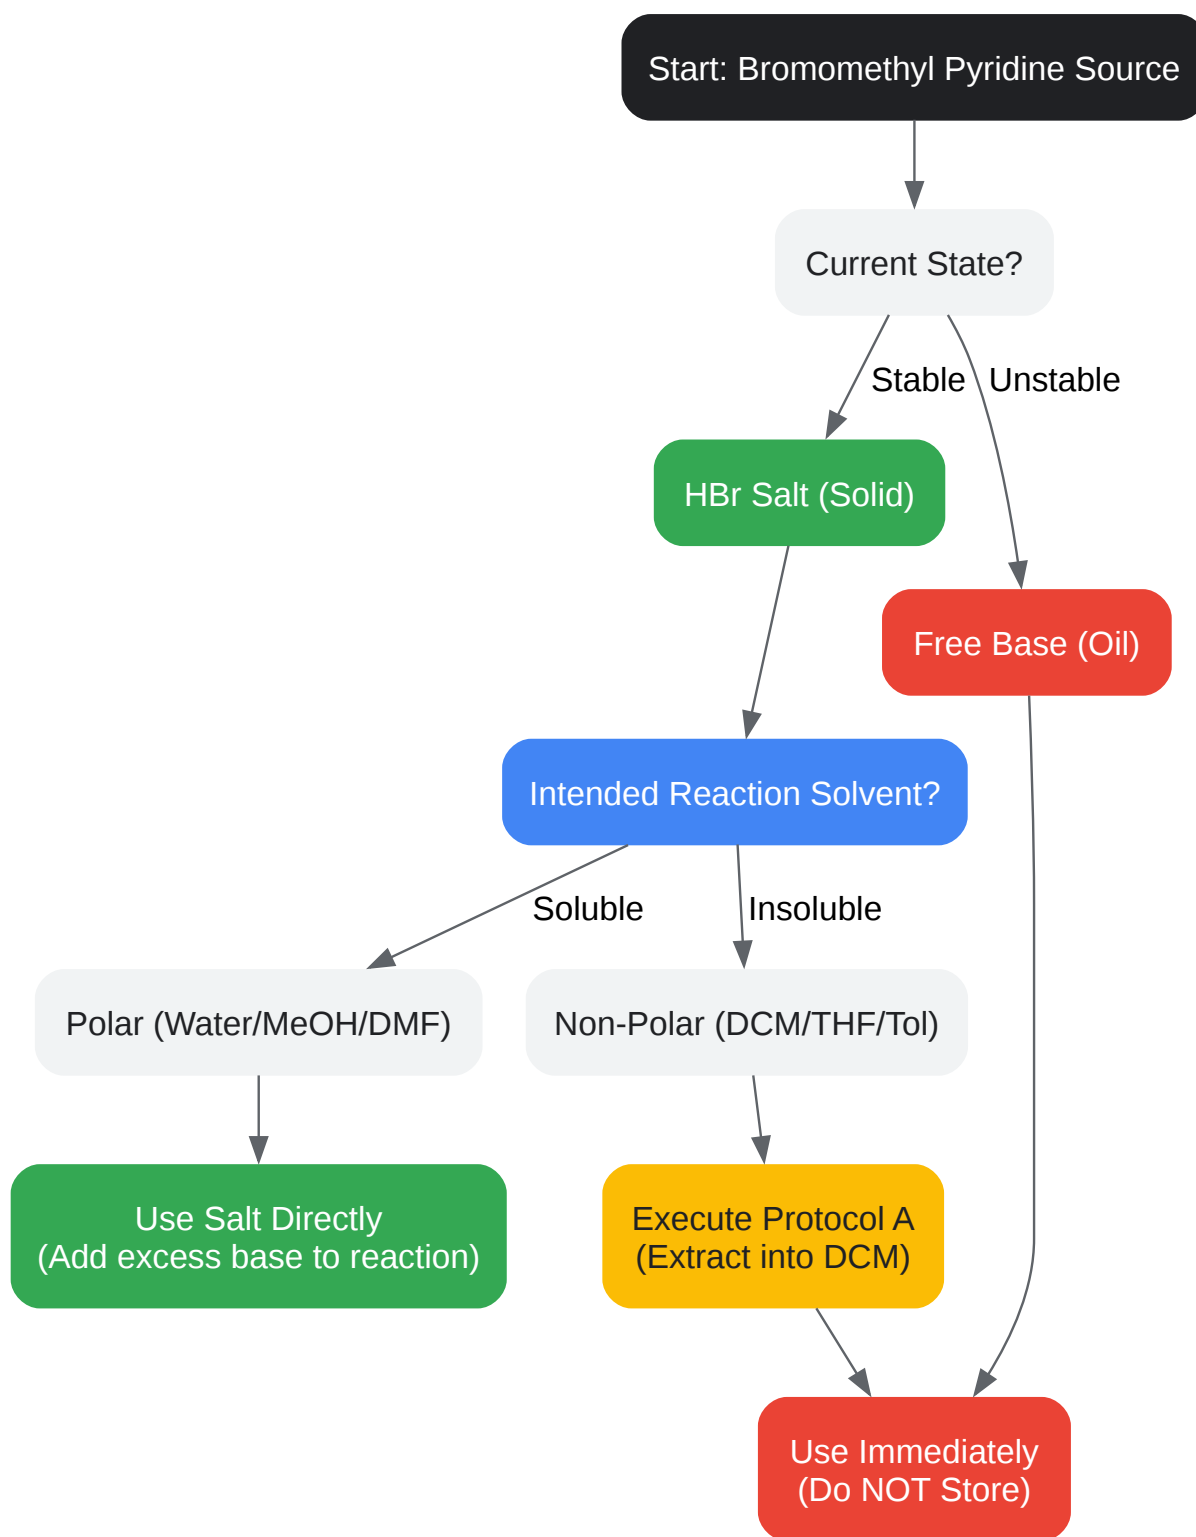 Start: Bromomethyl Pyridine Source
Current State?
Stable
Unstable
HBr Salt (Solid)
Free Base (Oil)
Intended Reaction Solvent?
Soluble
Insoluble
Polar (Water/MeOH/DMF)
Non-Polar (DCM/THF/Tol)
Use Salt Directly
(Add excess base to reaction)
Execute Protocol A
(Extract into DCM)
Use Immediately
(Do NOT Store)